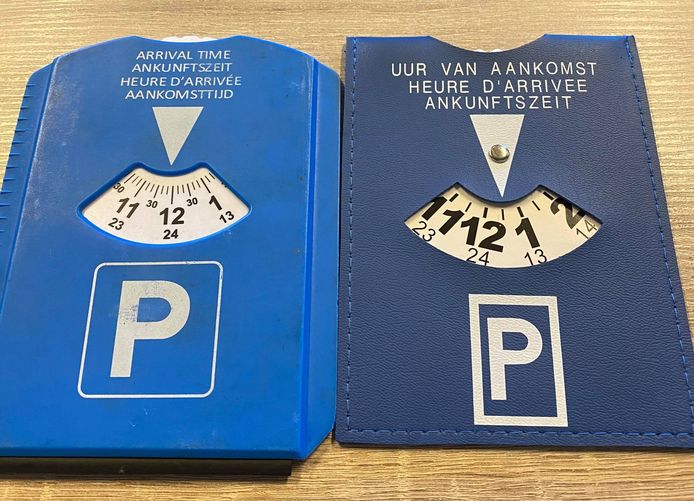 ARRIVAL TIME
ANKUNFTSZEIT
HEURE D'ARRIVÉE
AANKOMSTTIJD
30 30
11 12 1
23 24 13
P
UUR VAN AANKOMST
HEURE D'ARRIVEE
ANKUNFTSZEIT
11 12 1 2
23 24 13 14
P